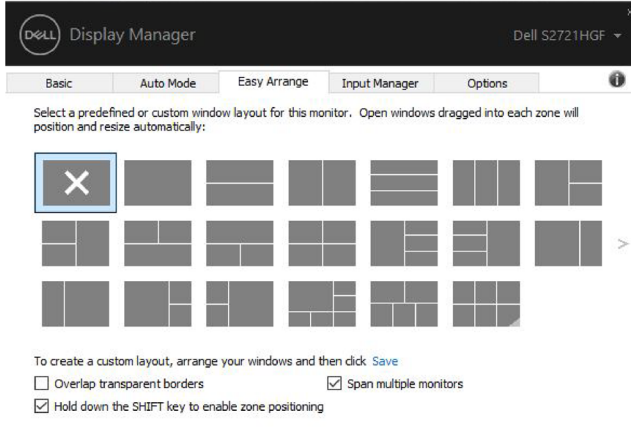 DELL Display Manager
Dell S2721HGF
Basic Auto Mode Easy Arrange Input Manager Options
Select a predefined or custom window layout for this monitor. Open windows dragged into each zone will
position and resize automatically:
To create a custom layout, arrange your windows and then click Save
Overlap transparent borders
Span multiple monitors
Hold down the SHIFT key to enable zone positioning